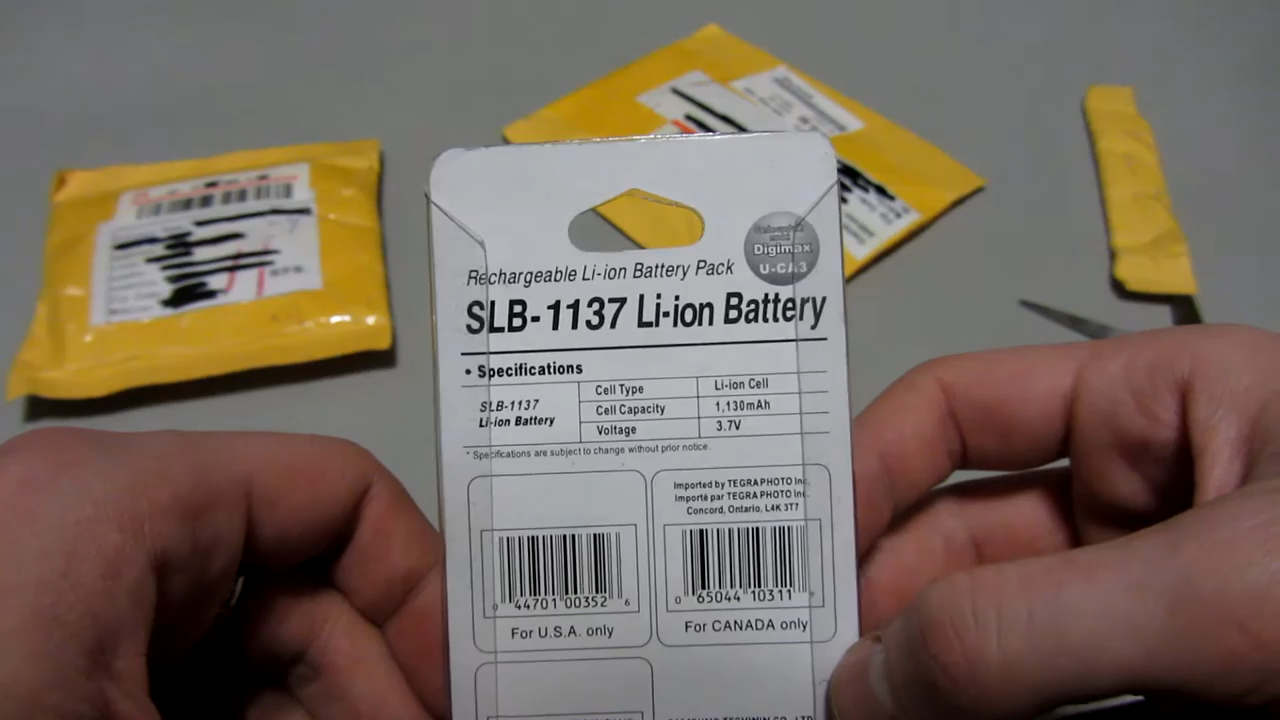 Digimax
U-CA3
Rechargeable Li-ion Battery Pack
SLB-1137 Li-ion Battery
• Specifications
SLB-1137
Li-ion Battery
Cell Type
Li-ion Cell
Cell Capacity
1,130mAh
Voltage
3.7V
* Specifications are subject to change without prior notice.
Imported by TEGRA PHOTO Inc.
Importé par TEGRA PHOTO Inc.
Concord, Ontario, L4K 3T7
0 44701 00352 6
0 65044 10311
For U.S.A. only
For CANADA only